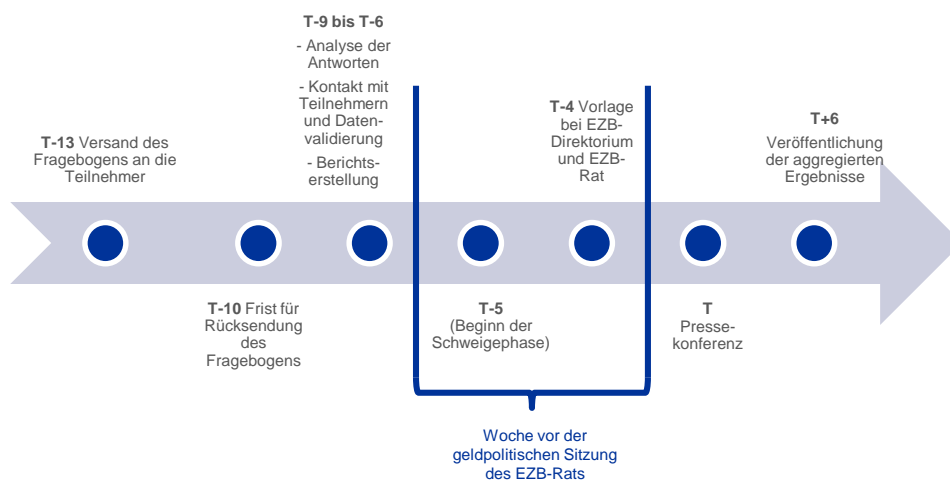 T-13 Versand des
Fragebogens an die
Teilnehmer
T-10 Frist für
Rücksendung
des
Fragebogens
T-9 bis T-6
- Analyse der
Antworten
- Kontakt mit
Teilnehmern
und Daten-
validierung
- Berichts-
erstellung
T-5
(Beginn der
Schweigephase)
T-4 Vorlage
bei EZB-
Direktorium
und EZB-
Rat
T
Presse-
konferenz
T+6
Veröffentlichung
der aggregierten
Ergebnisse
Woche vor der
geldpolitischen Sitzung
des EZB-Rats